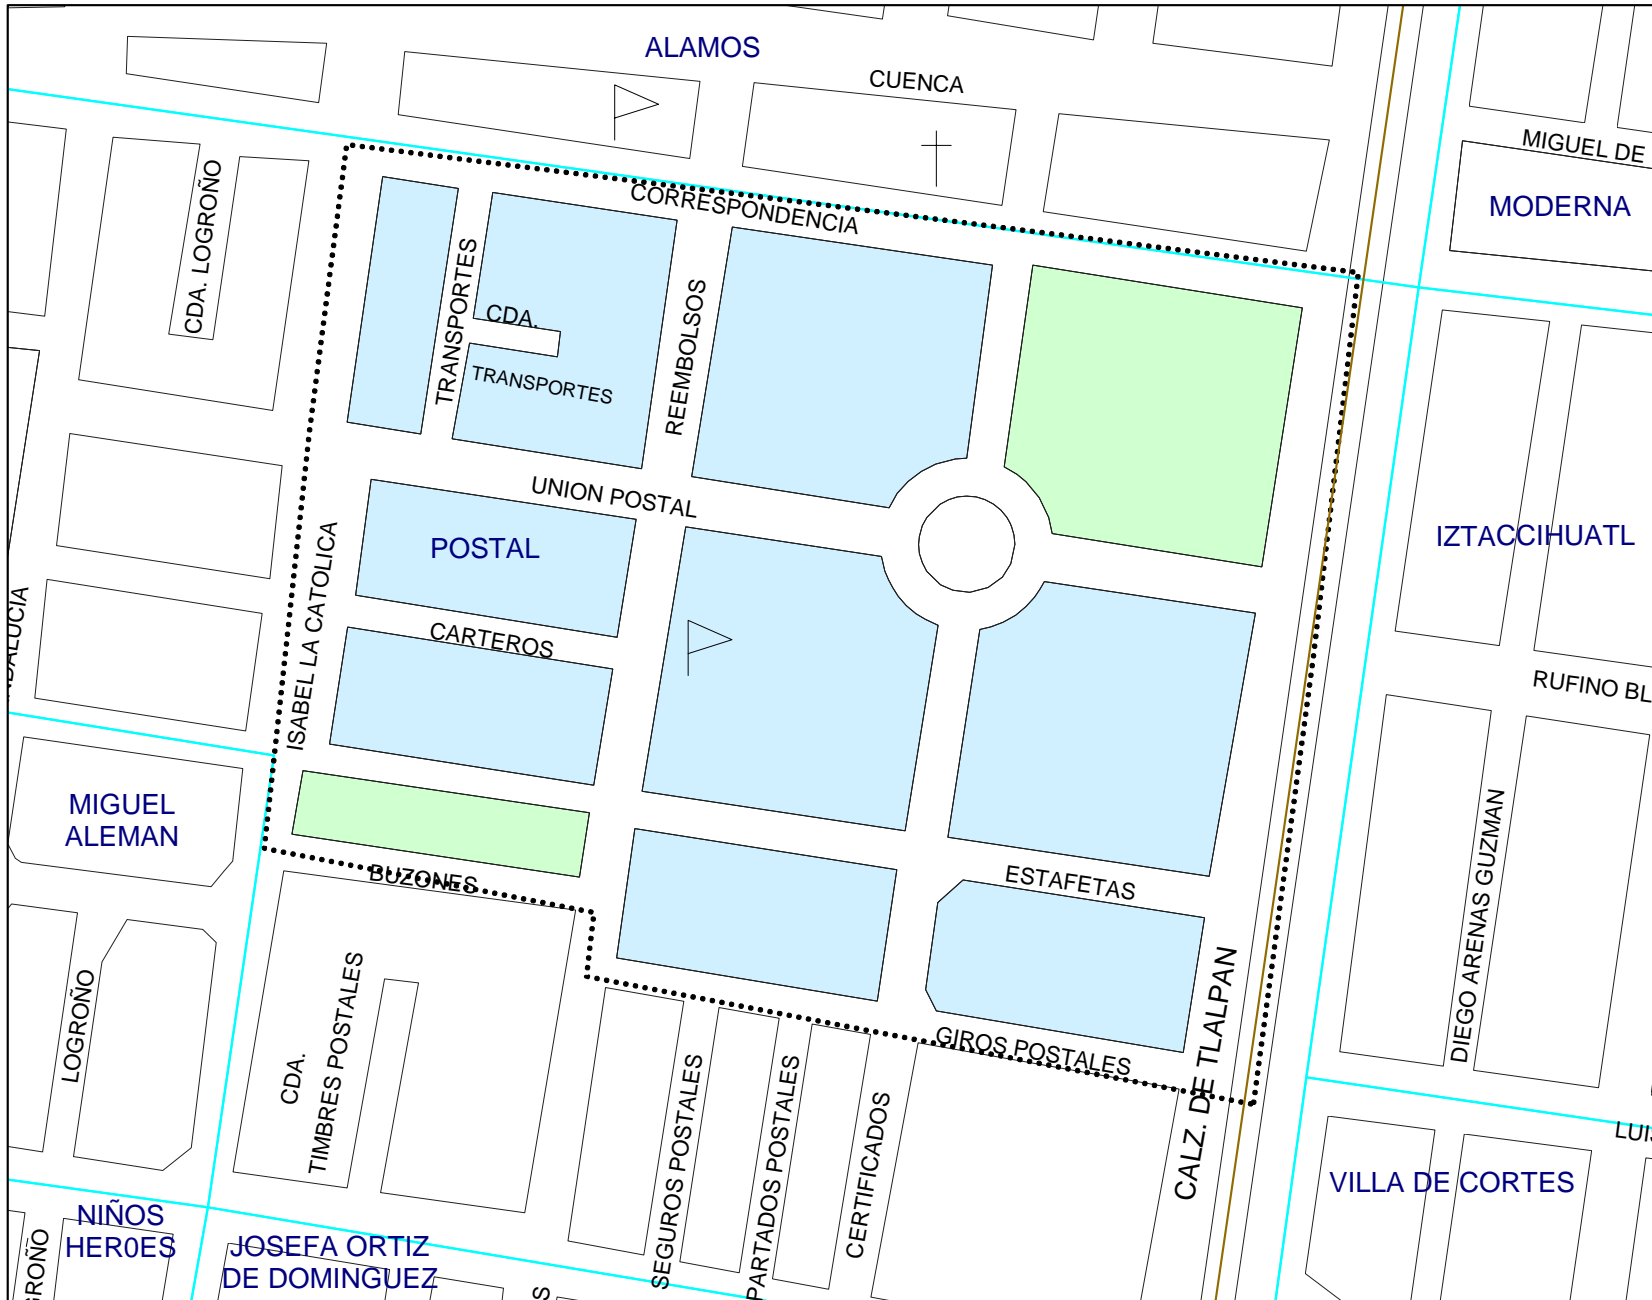 ALAMOS
CUENCA
MIGUEL DE
MODERNA
CORRESPONDENCIA
CDA. LOGROÑO
TRANSPORTES
CDA.
TRANSPORTES
REEMBOLSOS
UNION POSTAL
POSTAL
IZTACCIHUATL
ISABEL LA CATOLICA
CARTEROS
RUFINO BL
MIGUEL
ALEMAN
BUZONES
ESTAFETAS
DIEGO ARENAS GUZMAN
LOGROÑO
CDA.
TIMBRES POSTALES
GIROS POSTALES
CALZ. DE TLALPAN
SEGUROS POSTALES
PARTADOS POSTALES
CERTIFICADOS
LUIS
VILLA DE CORTES
NIÑOS
HER0ES
JOSEFA ORTIZ
DE DOMINGUEZ
GROÑO
S